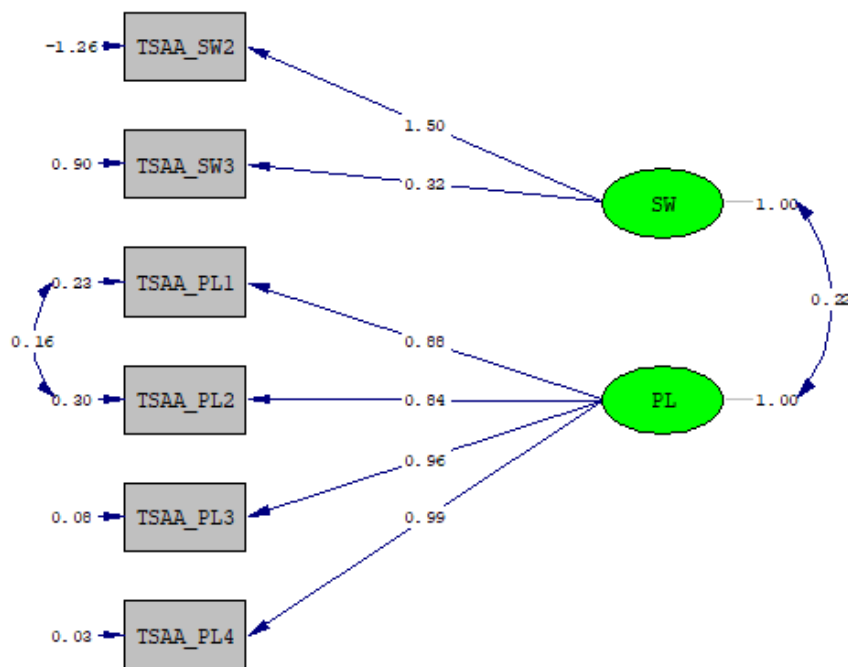 -1.26 TSAA_SW2
1.50
0.90 TSAA_SW3
0.32
SW 1.00
0.23 TSAA_PL1
0.22
0.16
0.88
0.30 TSAA_PL2
0.84
PL 1.00
0.96
0.08 TSAA_PL3
0.99
0.03 TSAA_PL4